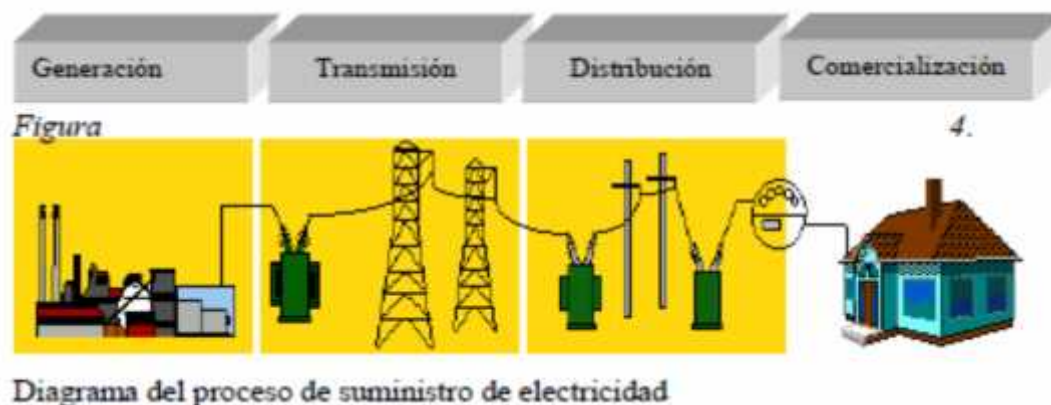 Generación Transmisión Distribución Comercialización
Figura 4.
Diagrama del proceso de suministro de electricidad